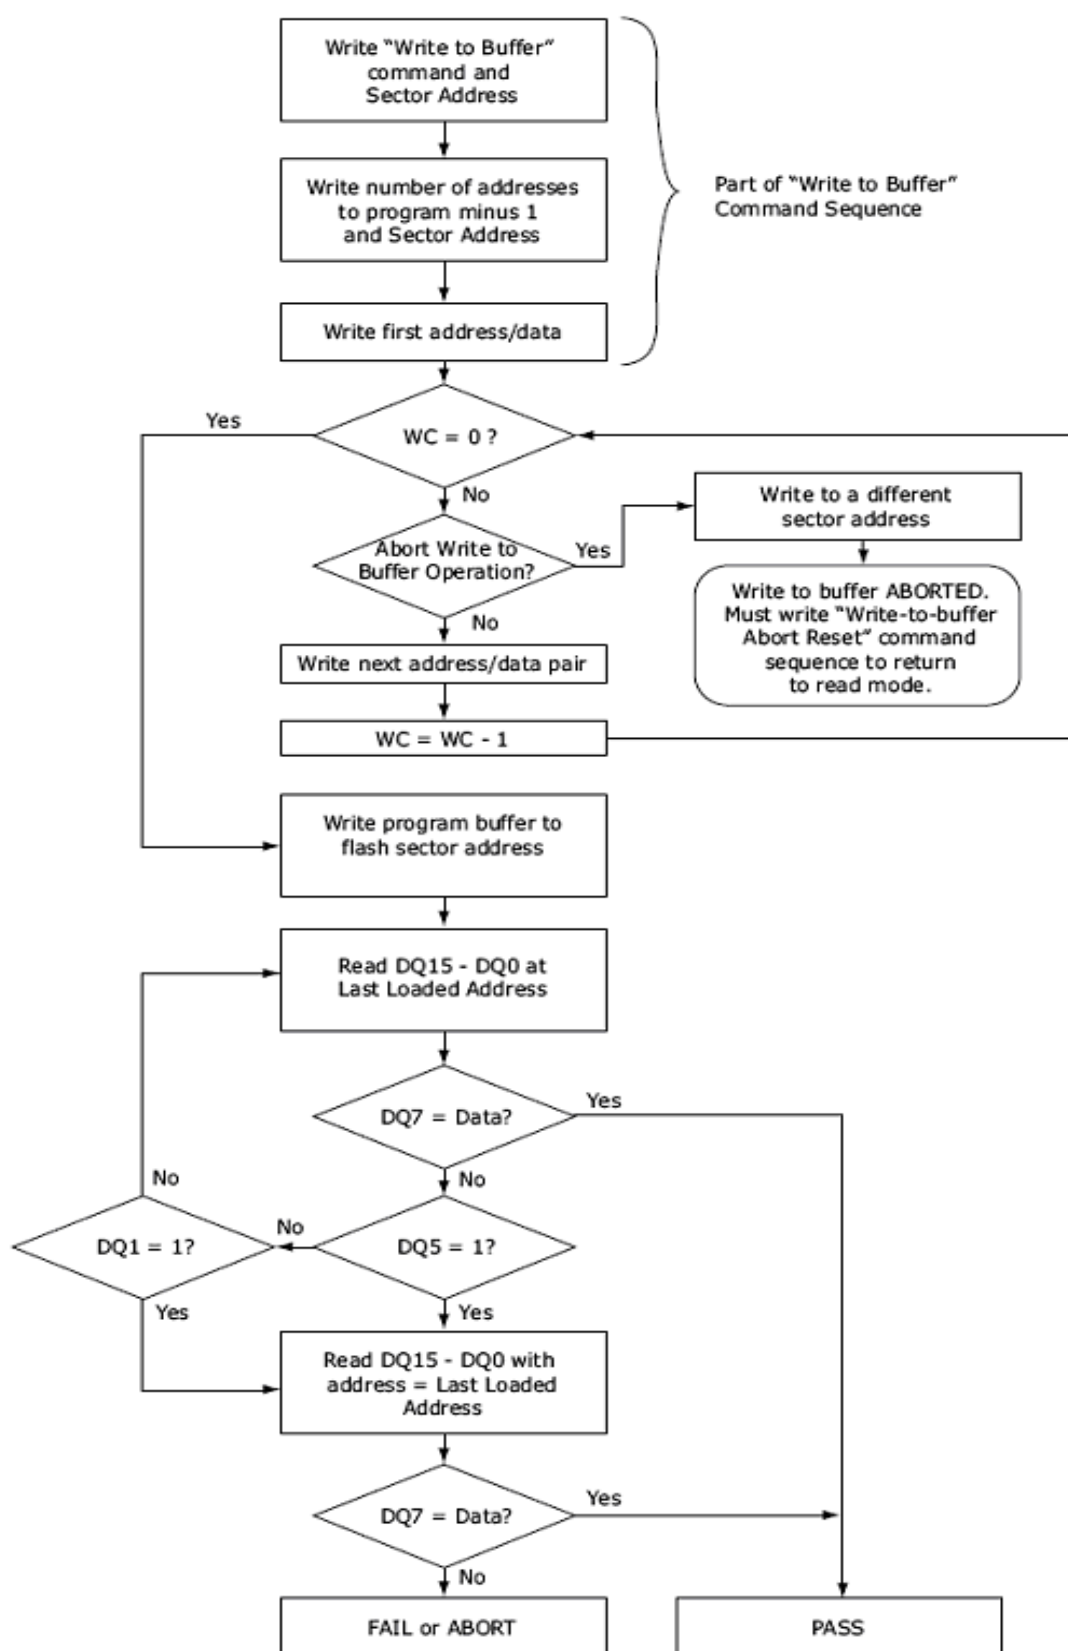 Write “Write to Buffer”
command and
Sector Address
Write number of addresses
to program minus 1
and Sector Address
Part of “Write to Buffer”
Command Sequence
Write first address/data
Yes
WC = 0 ?
No
Write to a different
sector address
Abort Write to
Buffer Operation?
Yes
No
Write to buffer ABORTED.
Must write “Write-to-buffer
Abort Reset” command
sequence to return
to read mode.
Write next address/data pair
WC = WC - 1
Write program buffer to
flash sector address
Read DQ15 - DQ0 at
Last Loaded Address
DQ7 = Data?
Yes
No
No
DQ1 = 1?
No
DQ5 = 1?
Yes
Yes
Read DQ15 - DQ0 with
address = Last Loaded
Address
DQ7 = Data?
Yes
No
FAIL or ABORT
PASS